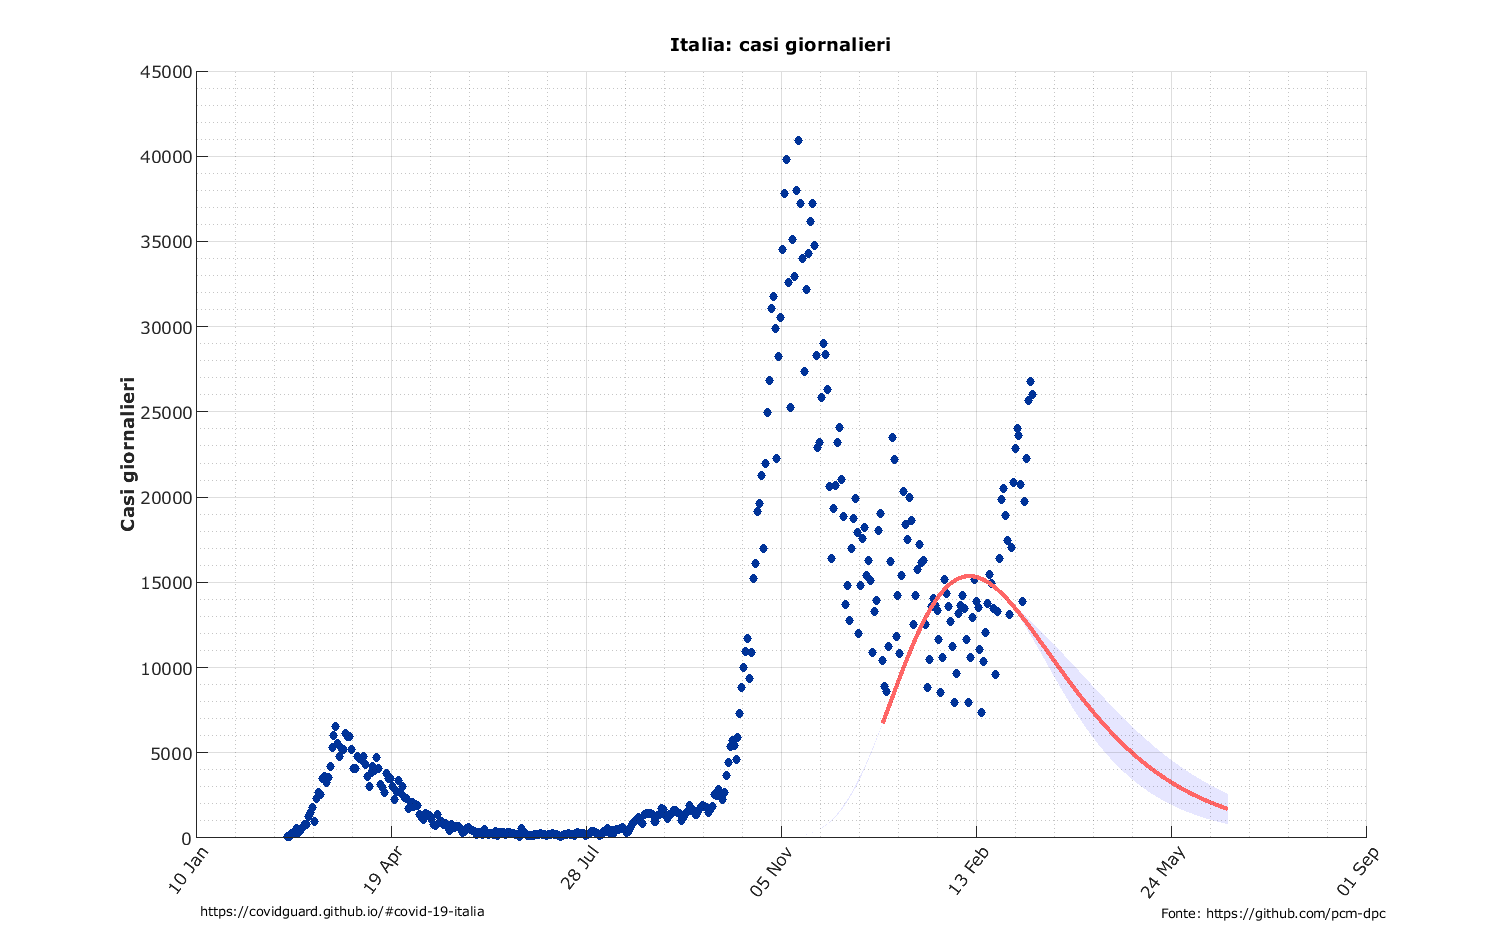 Italia: casi giornalieri
Casi giornalieri
45000
40000
35000
30000
25000
20000
15000
10000
5000
0
10 Jan
19 Apr
28 Jul
05 Nov
13 Feb
24 May
01 Sep
https://covidguard.github.io/#covid-19-italia
Fonte: https://github.com/pcm-dpc